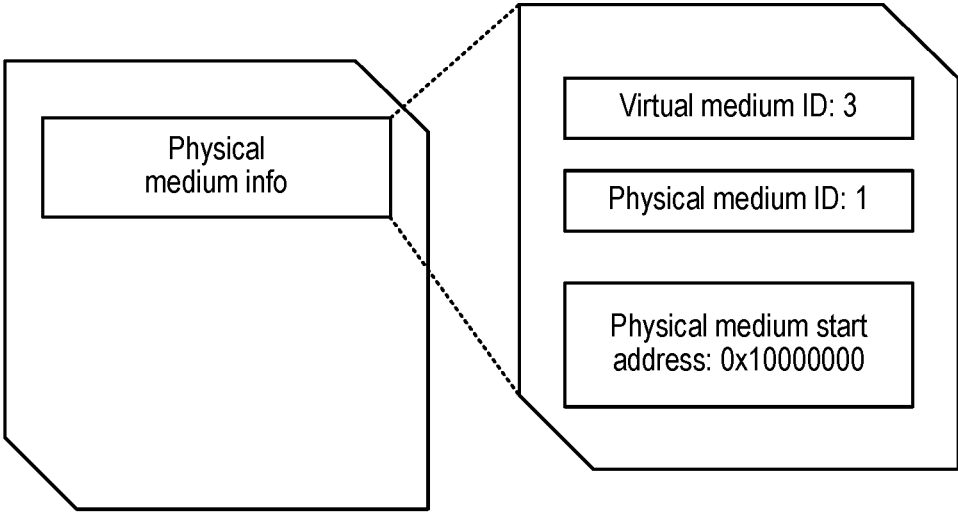 Physical
medium info
Virtual medium ID: 3
Physical medium ID: 1
Physical medium start
address: 0x10000000